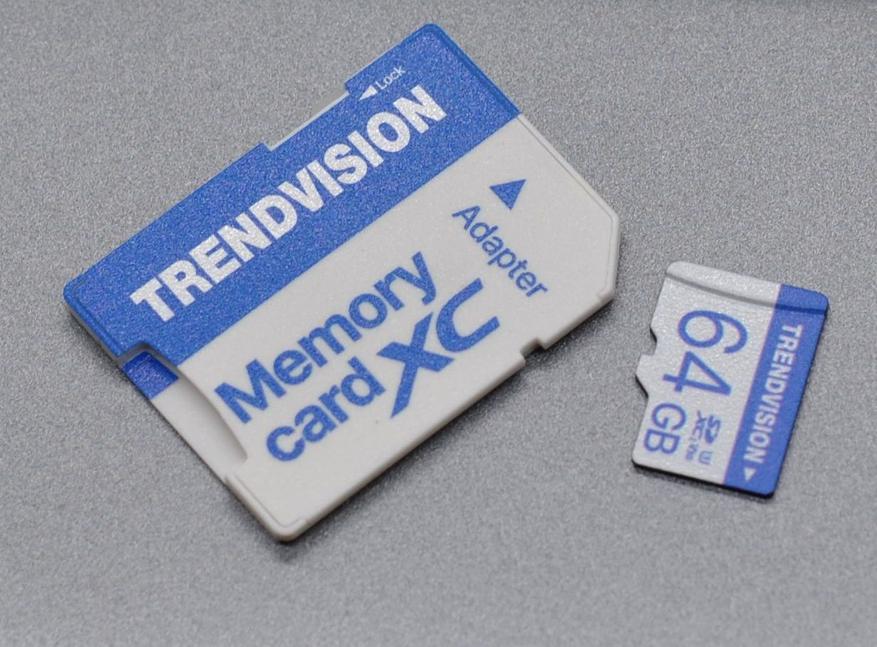 Lock
TRENDVISION
Adapter
Memory
card XC
TRENDVISION
64
GB